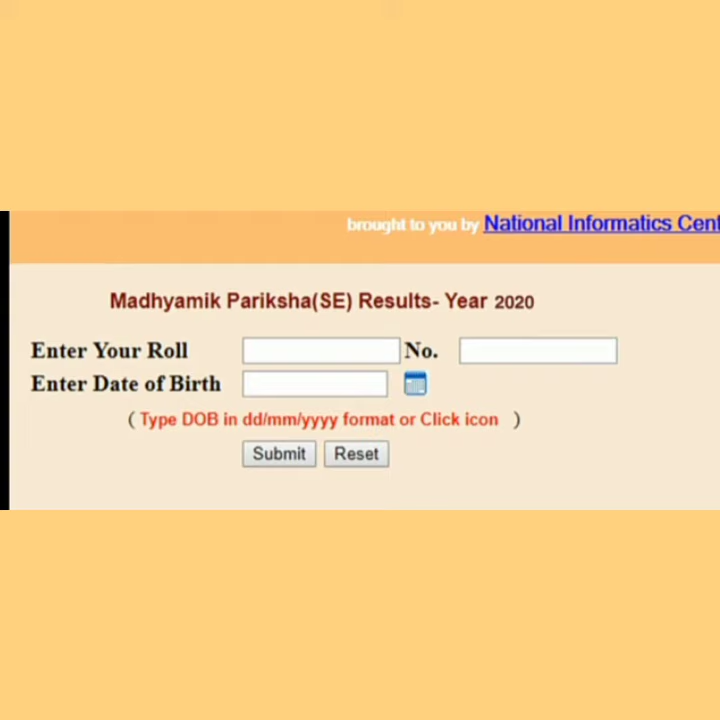 brought to you by National Informatics Cent
Madhyamik Pariksha(SE) Results- Year 2020
Enter Your Roll No.
Enter Date of Birth
( Type DOB in dd/mm/yyyy format or Click icon )
Submit Reset